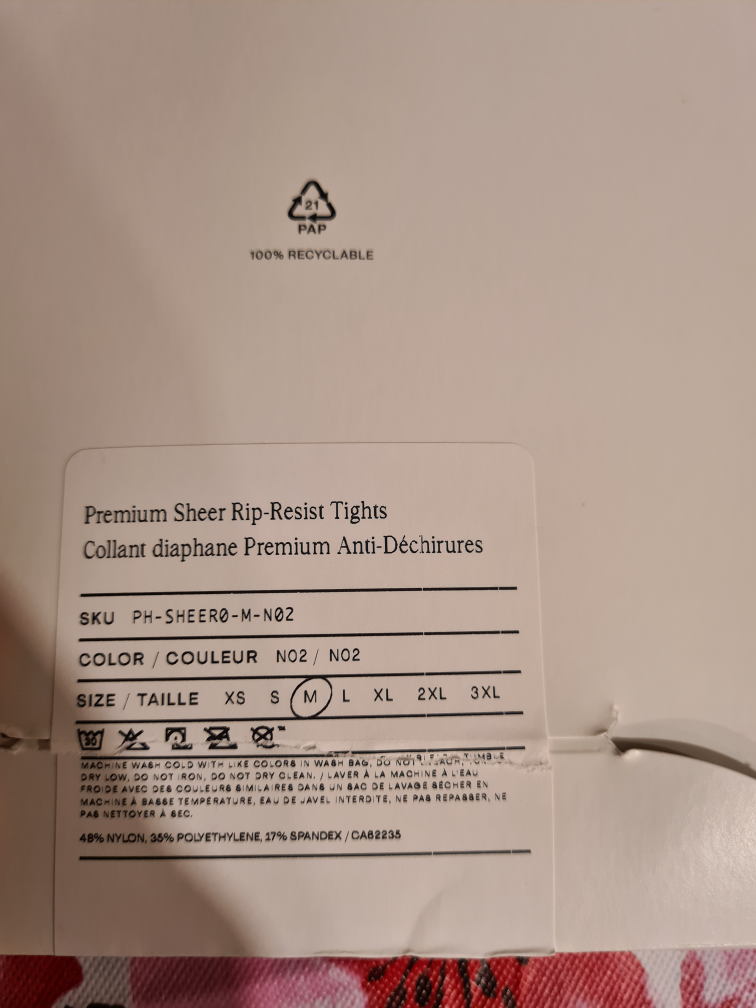 21
PAP
100% RECYCLABLE
Premium Sheer Rip-Resist Tights
Collant diaphane Premium Anti-Déchirures
SKU PH-SHEER0-M-N02
COLOR / COULEUR N02 / N02
SIZE / TAILLE XS S M L XL 2XL 3XL
30
MACHINE WASH COLD WITH LIKE COLORS IN WASH BAG, DO NOT BLEACH, TUMBLE
DRY LOW, DO NOT IRON, DO NOT DRY CLEAN. / LAVER À LA MACHINE À L'EAU
FROIDE AVEC DES COULEURS SIMILAIRES DANS UN SAC DE LAVAGE SÉCHER EN
MACHINE À BASSE TEMPÉRATURE, EAU DE JAVEL INTERDITE, NE PAS REPASSER, NE
PAS NETTOYER À SEC.
48% NYLON, 35% POLYETHYLENE, 17% SPANDEX / CA62235